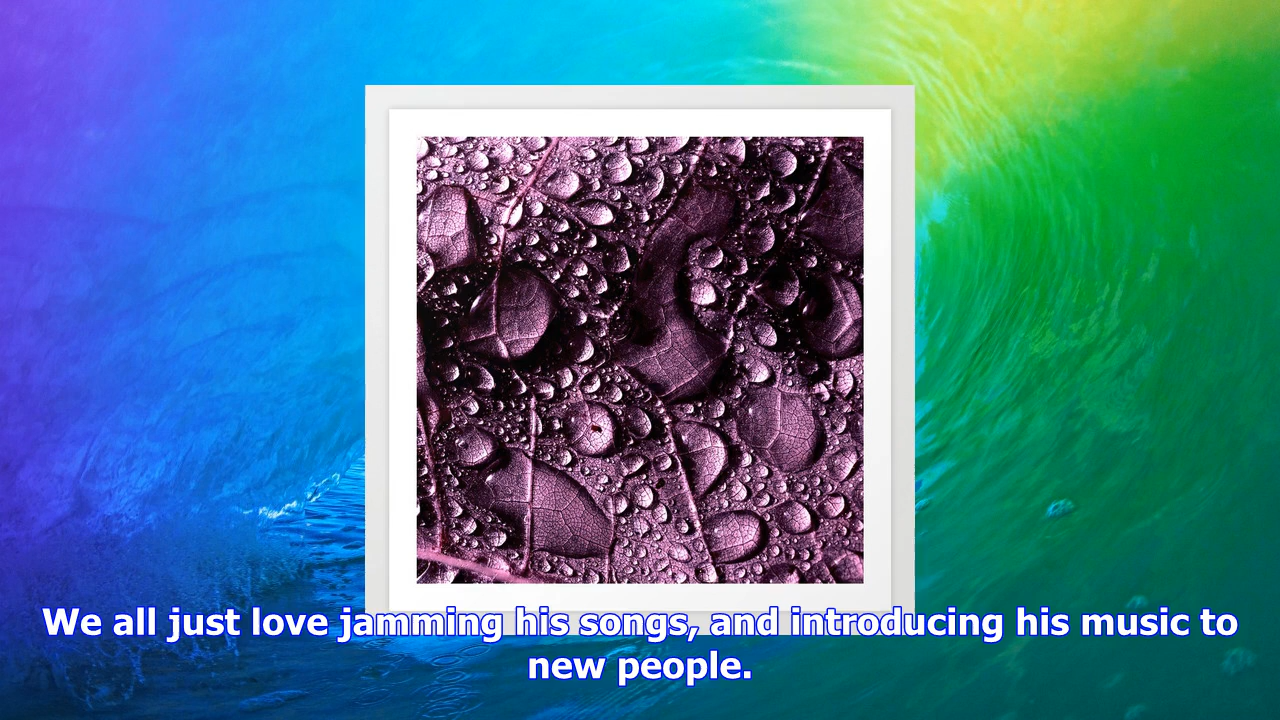 We all just love jamming his songs, and introducing his music to
new people.